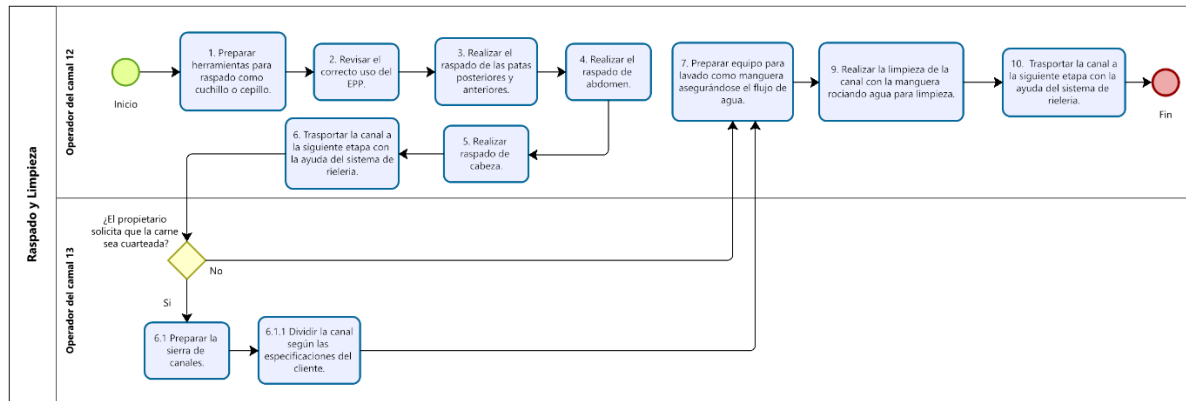 Raspado y Limpieza
Operador del camal 12
Inicio
1. Preparar
herramientas para
raspado como
cuchillo o cepillo.
2. Revisar el
correcto uso del
EPP.
3. Realizar el
raspado de las patas
posteriores y
anteriores.
4. Realizar el
raspado de
abdomen.
5. Realizar
raspado de
cabeza.
6. Trasportar la canal a
la siguiente etapa con
la ayuda del sistema de
rieleria.
7. Preparar equipo para
lavado como manguera
asegurándose el flujo de
agua.
9. Realizar la limpieza de
la canal con la manguera
rociando agua para limpieza.
10. Trasportar la canal a
la siguiente etapa con la
ayuda del sistema de
rieleria.
Fin
Operador del camal 13
¿El propietario
solicita que la carne
sea cuarteada?
No
Si
6.1 Preparar la
sierra de
canales.
6.1.1 Dividir la canal
según las
especificaciones del
cliente.